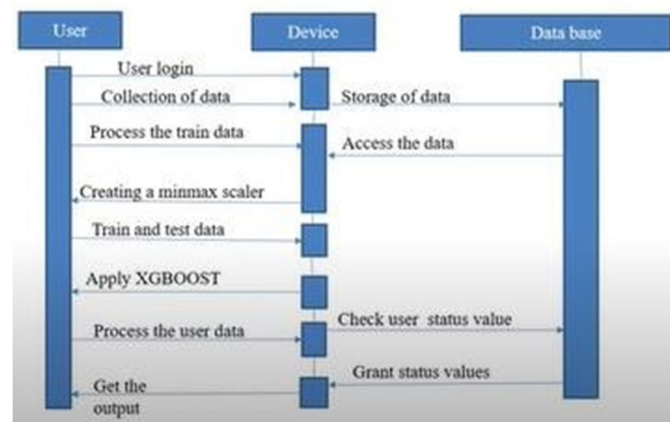 User
Device
Data base
User login
Collection of data
Storage of data
Process the train data
Access the data
Creating a minmax scaler
Train and test data
Apply XGBOOST
Check user status value
Process the user data
Grant status values
Get the
output